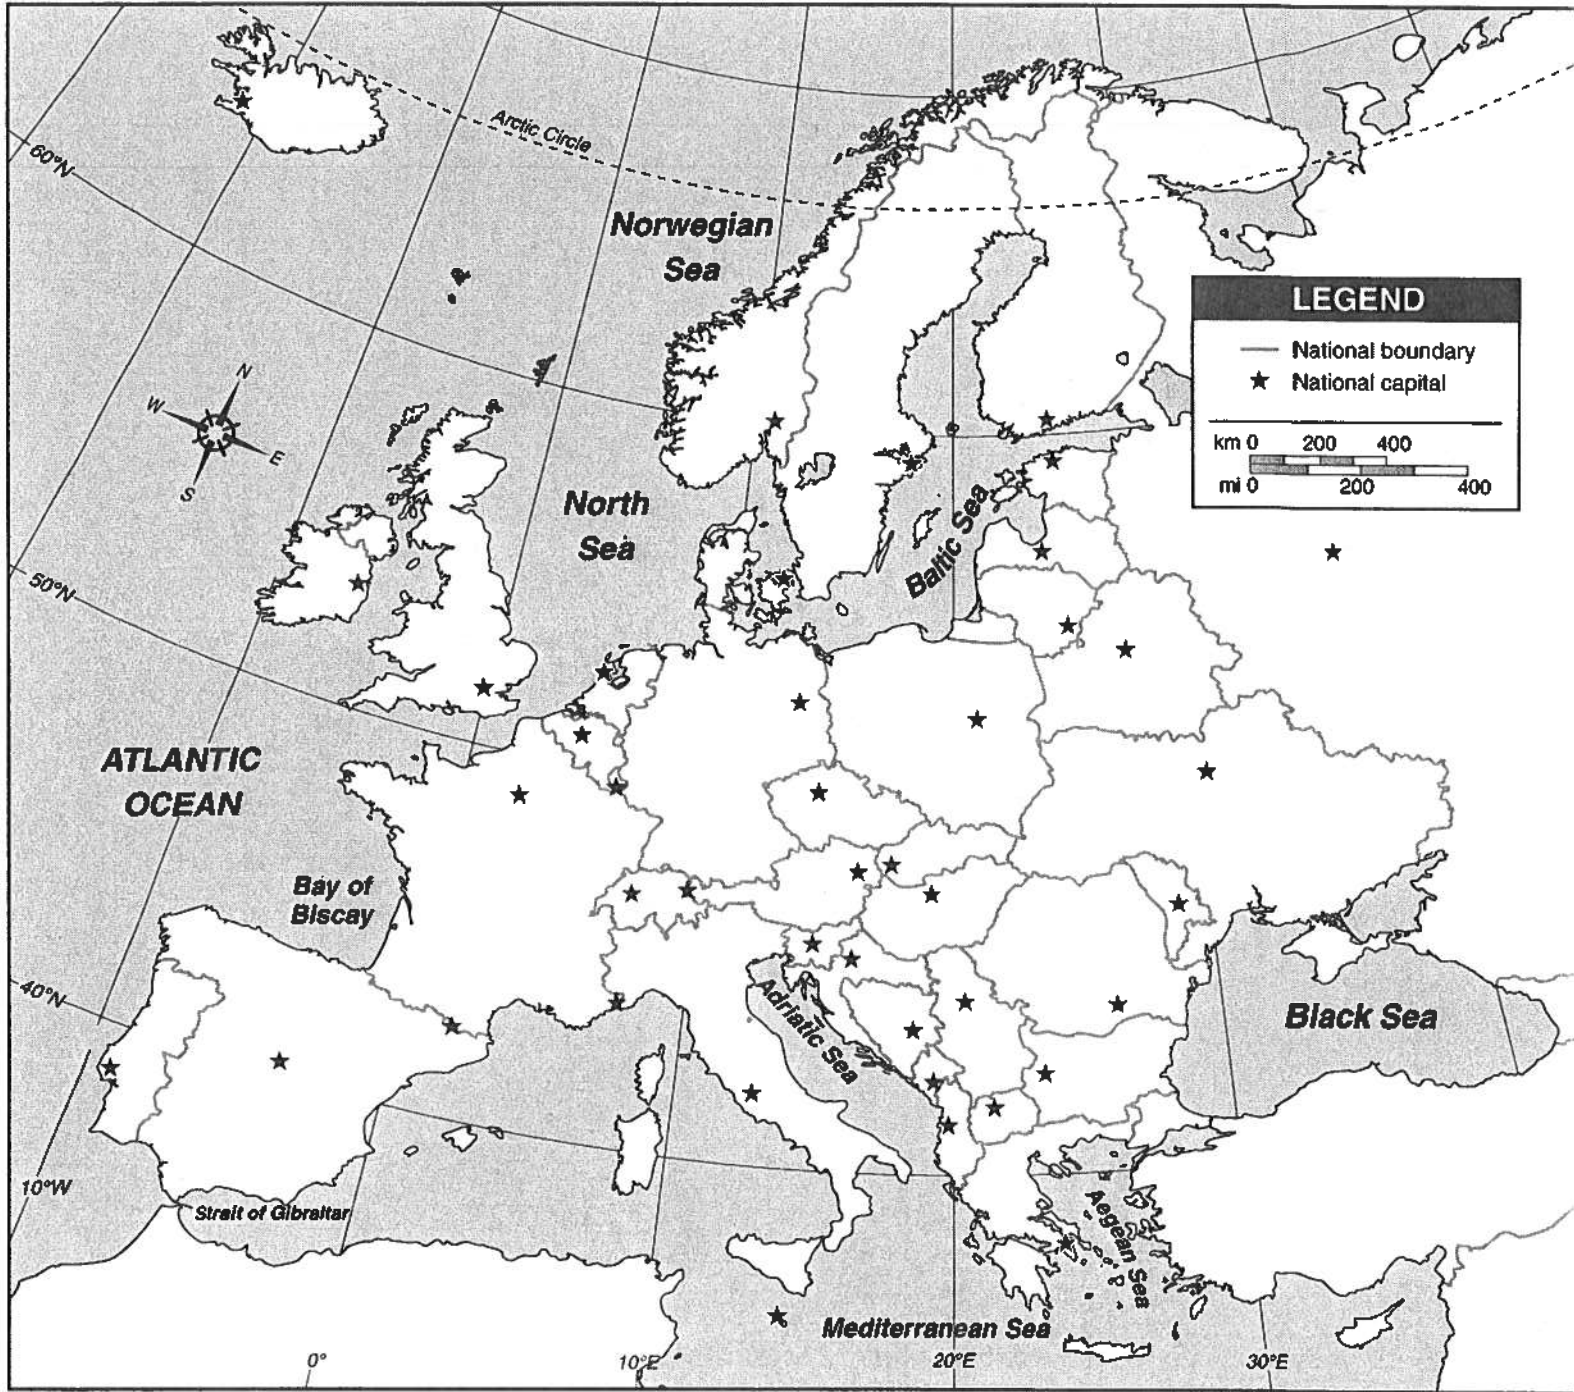 Arctic Circle
60°N
Norwegian
Sea
LEGEND
National boundary
National capital
km 0 200 400
mi 0 200 400
N
W
E
S
North
Sea
Baltic Sea
50°N
ATLANTIC
OCEAN
Bay of
Biscay
40°N
Adriatic Sea
Black Sea
10°W
Strait of Gibraltar
Aegean Sea
Mediterranean Sea
0°
10°E
20°E
30°E